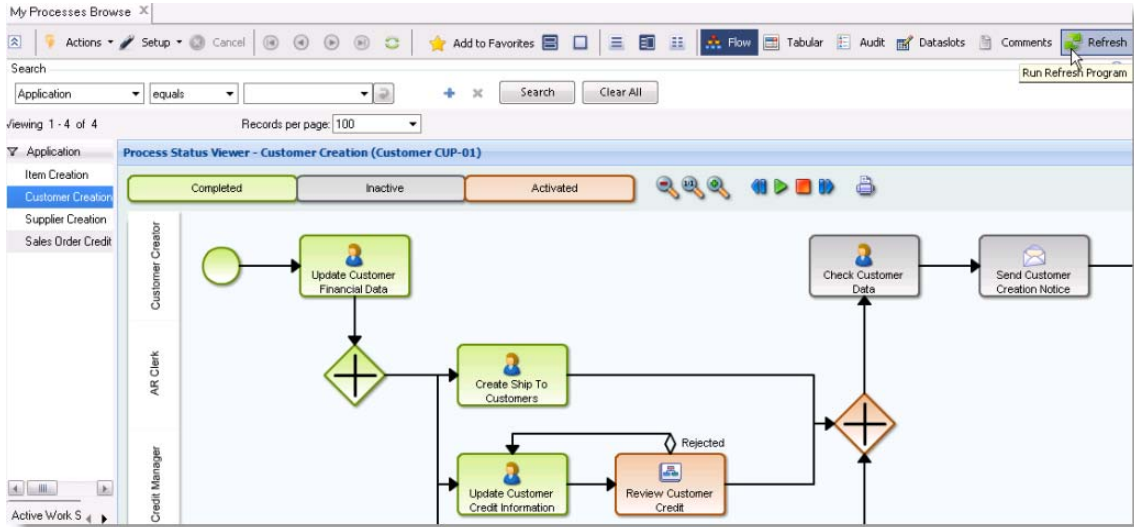 My Processes Browse X
Actions Setup Cancel Add to Favorites Flow Tabular Audit Dataslots Comments Refresh
Search
Run Refresh Program
Application equals Search Clear All
Viewing 1 - 4 of 4 Records per page: 100
Application
Item Creation
Customer Creation
Supplier Creation
Sales Order Credit
Active Work S
Process Status Viewer - Customer Creation (Customer CUP-01)
Completed Inactive Activated
1:1
Customer Creator
Update Customer
Financial Data
Check Customer
Data
Send Customer
Creation Notice
AR Clerk
Create Ship To
Customers
Rejected
Credit Manager
Update Customer
Credit Information
Review Customer
Credit